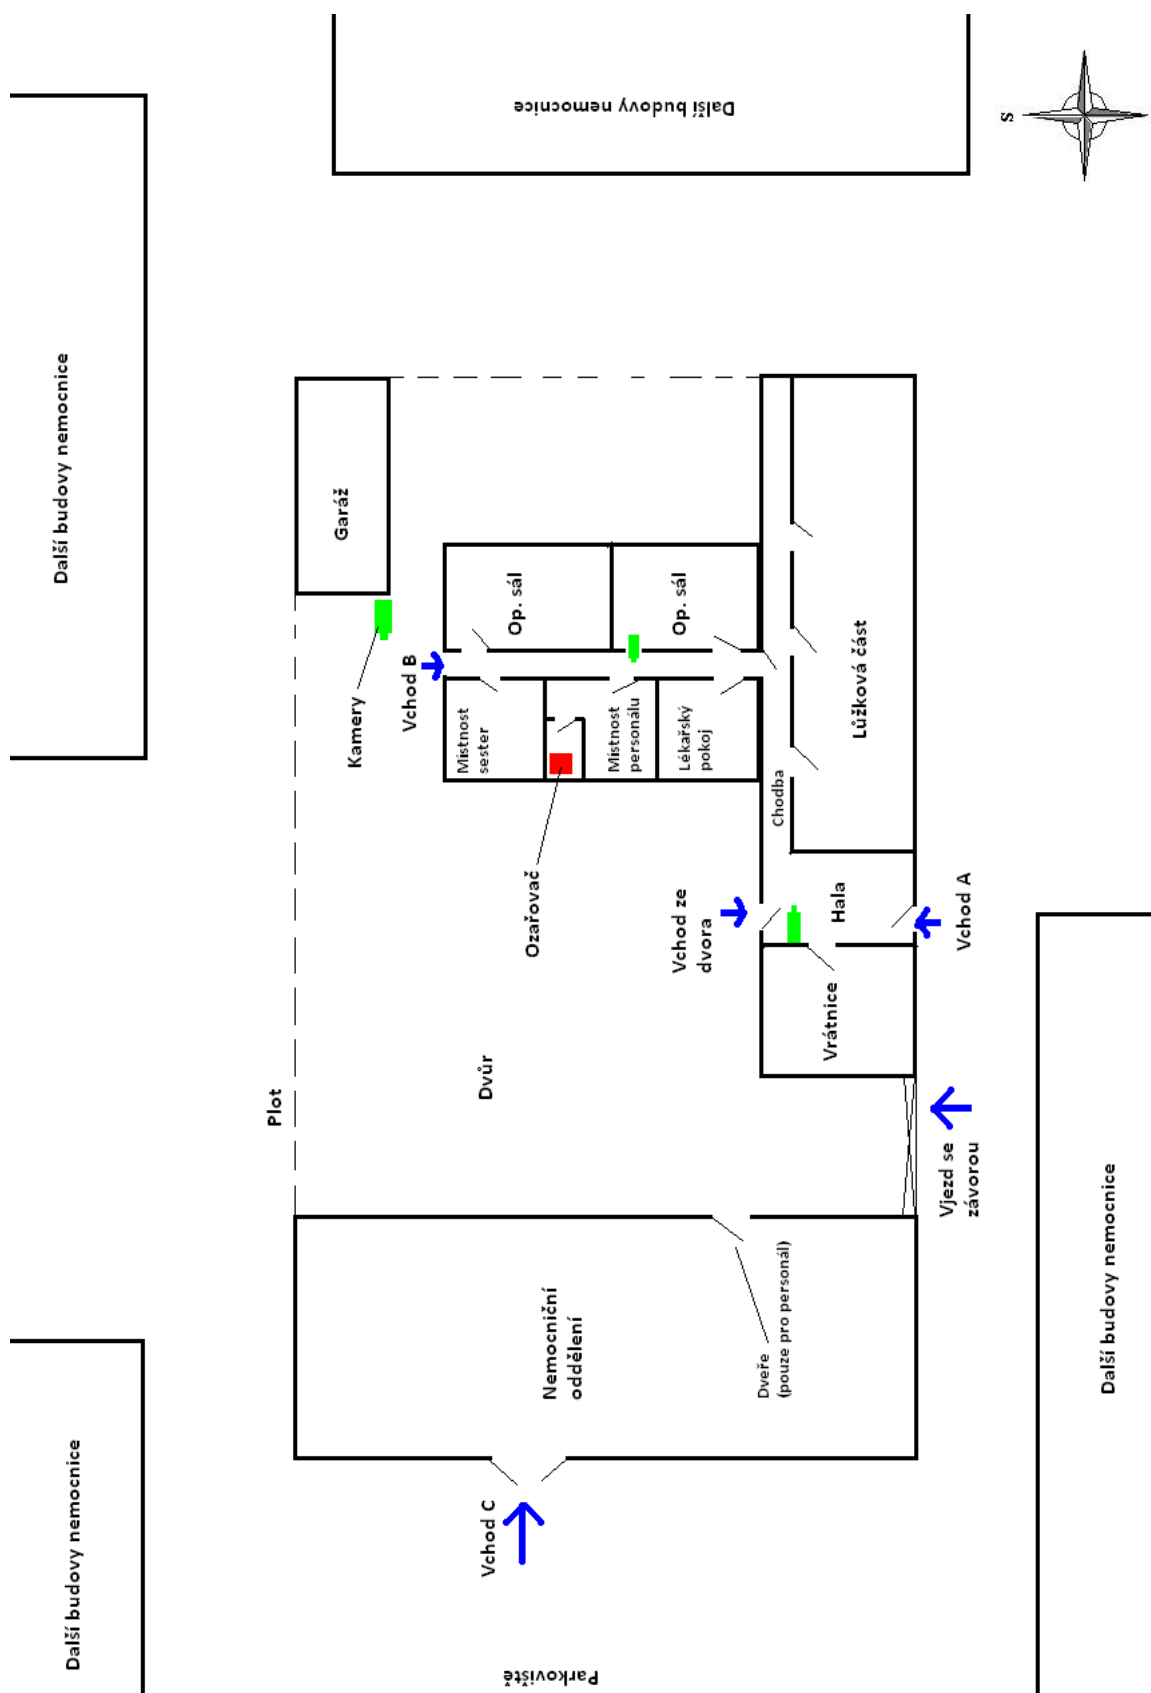 Další budovy nemocnice
S
Další budovy nemocnice
Garáž
Kamery
Vchod B
Op. sál
Op. sál
Místnost
sester
Místnost
personálu
Lékařský
pokoj
Lůžková část
Chodba
Ozařovač
Vchod ze
dvora
Hala
Vchod A
Vrátnice
Plot
Dvůr
Vjezd se
závorou
Další budovy nemocnice
Nemocniční
oddělení
Dveře
(pouze pro personál)
Vchod C
Další budovy nemocnice
Parkoviště